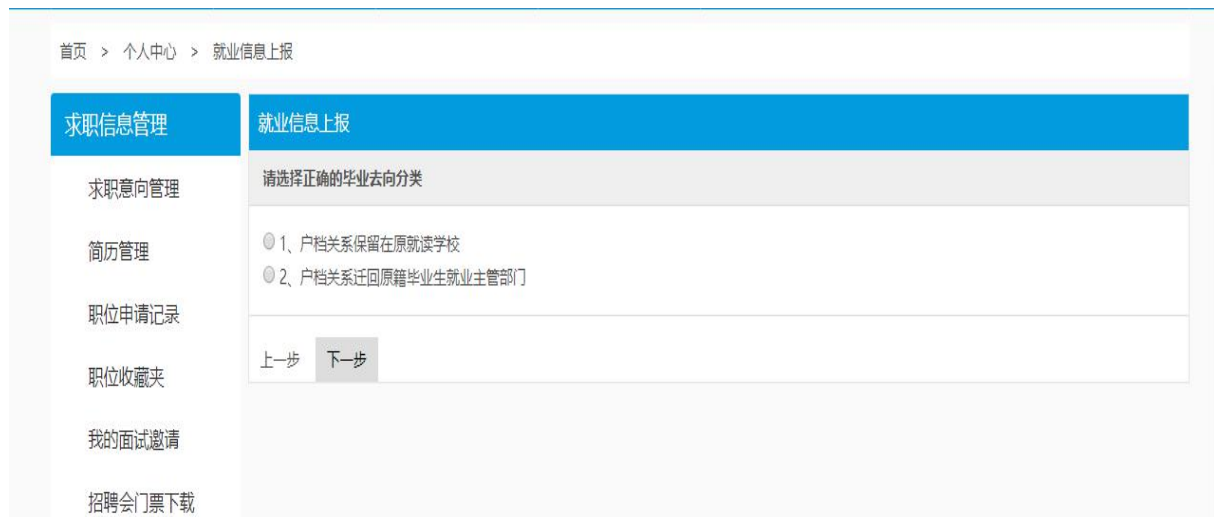 首页 > 个人中心 > 就业信息上报
求职信息管理
求职意向管理
简历管理
职位申请记录
职位收藏夹
我的面试邀请
招聘会门票下载
就业信息上报
请选择正确的毕业去向分类
1、户档关系保留在原就读学校
2、户档关系迁回原籍毕业生就业主管部门
上一步 下一步